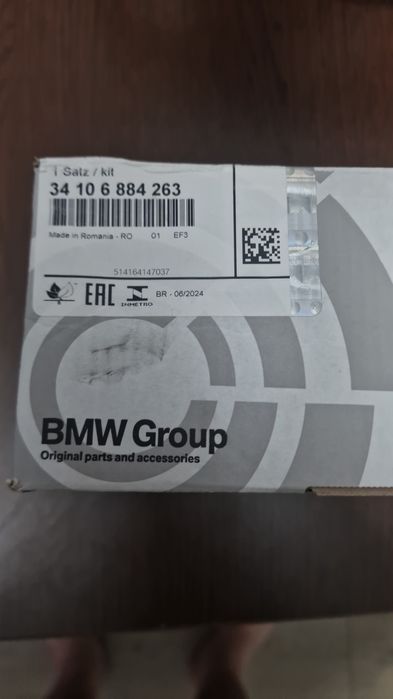 1 Satz / kit
34 10 6 884 263
Made in Romania - RO 01 EF3
514164147037
EAC INMETRO BR - 06/2024
BMW Group
Original parts and accessories